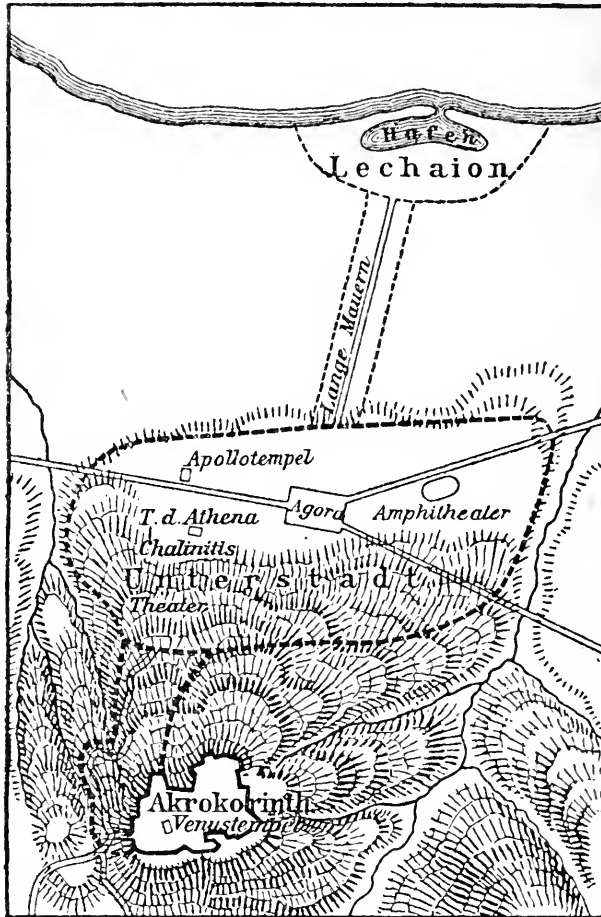 Hafen
Lechaion
Lange Mauern
Apollotempel
Agora
T. d. Athena
Chalinitis
Amphitheater
Unterstadt
Theater
Akrokorinth
Venustempel